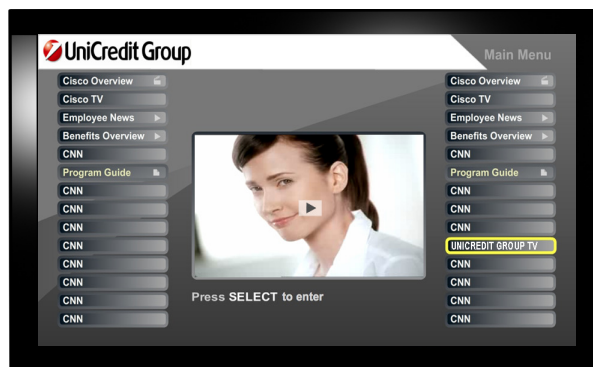 UniCredit Group
Main Menu
Cisco Overview
Cisco TV
Employee News
Benefits Overview
CNN
Program Guide
CNN
CNN
CNN
CNN
CNN
CNN
CNN
CNN
Press SELECT to enter
Cisco Overview
Cisco TV
Employee News
Benefits Overview
CNN
Program Guide
CNN
CNN
CNN
UNICREDIT GROUP TV
CNN
CNN
CNN
CNN